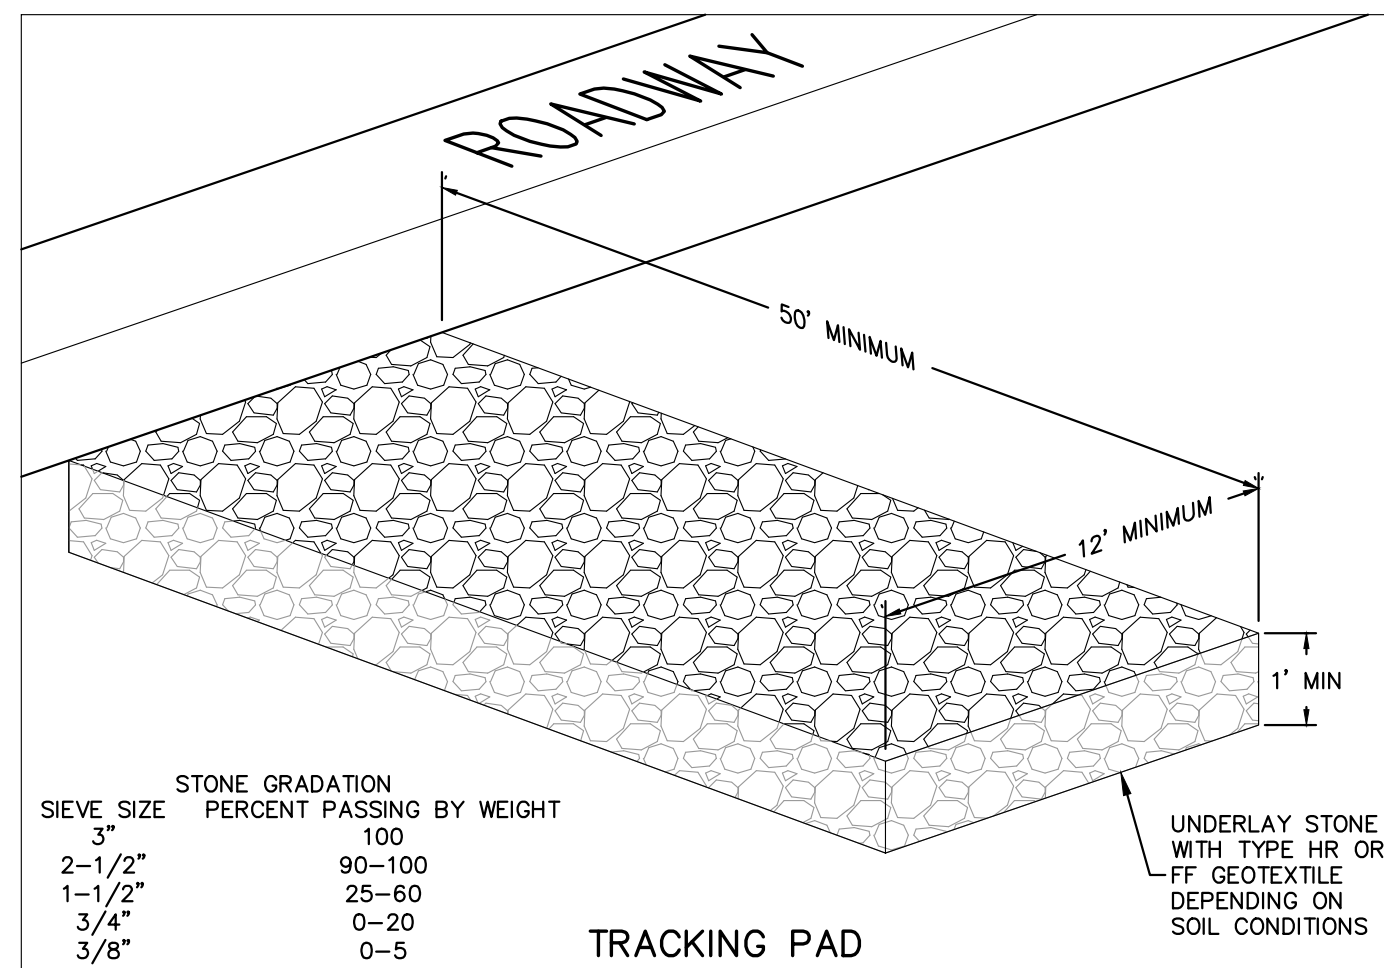 ROADWAY
50' MINIMUM
12' MINIMUM
1' MIN
STONE GRADATION
SIEVE SIZE PERCENT PASSING BY WEIGHT
3" 100
2-1/2" 90-100
1-1/2" 25-60
3/4" 0-20
3/8" 0-5
UNDERLAY STONE
WITH TYPE HR OR
FF GEOTEXTILE
DEPENDING ON
SOIL CONDITIONS
TRACKING PAD